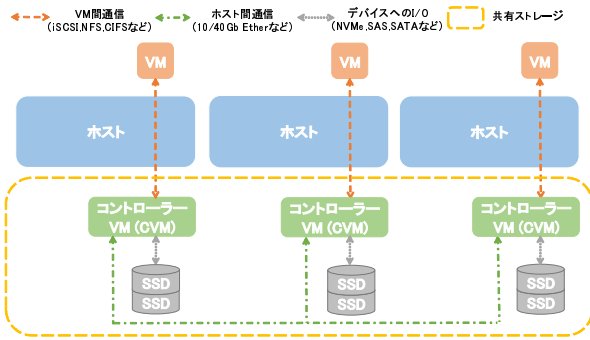 VM間通信
(iSCSI,NFS,CIFSなど)
ホスト間通信
(10/40Gb Etherなど)
デバイスへのI/O
(NVMe,SAS,SATAなど)
共有ストレージ
VM
VM
VM
ホスト
ホスト
ホスト
コントローラー
VM (CVM)
コントローラー
VM (CVM)
コントローラー
VM (CVM)
SSD
SSD
SSD
SSD
SSD
SSD